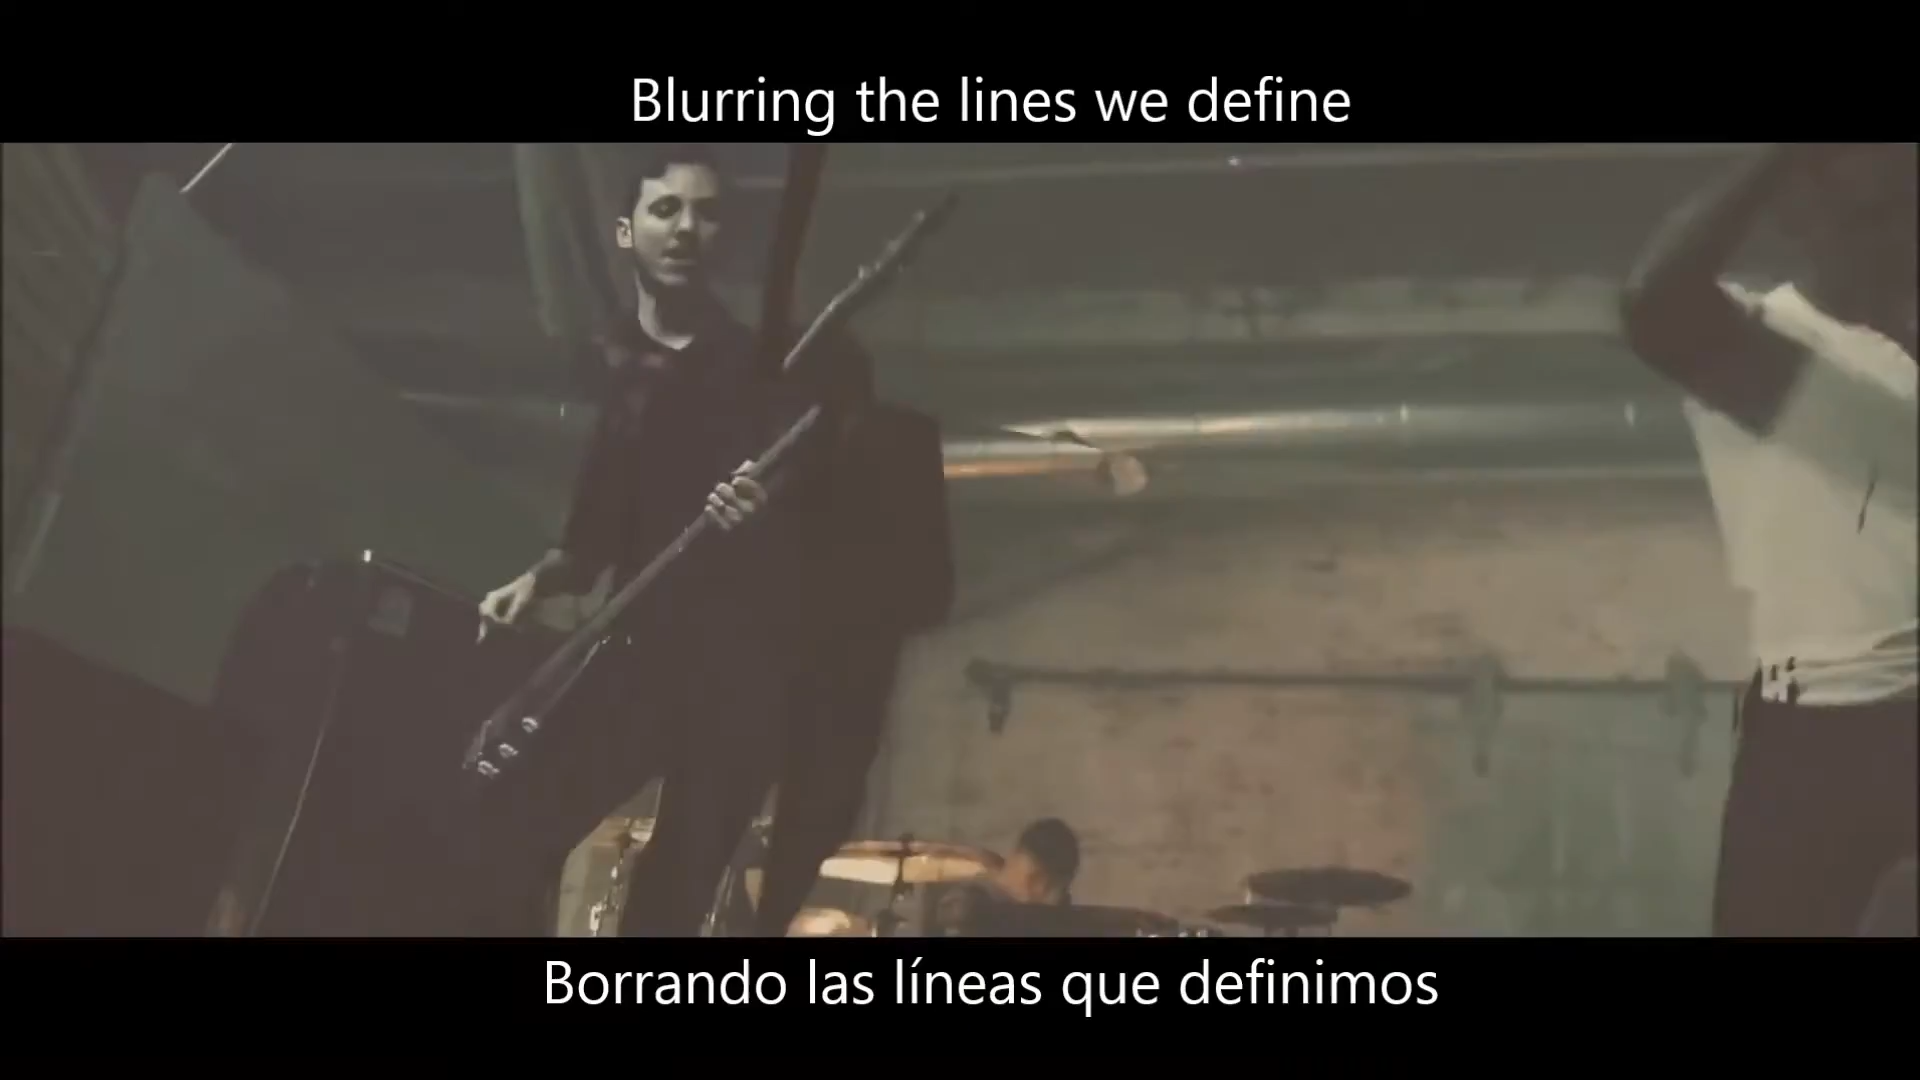 Blurring the lines we define
Borrando las líneas que definimos